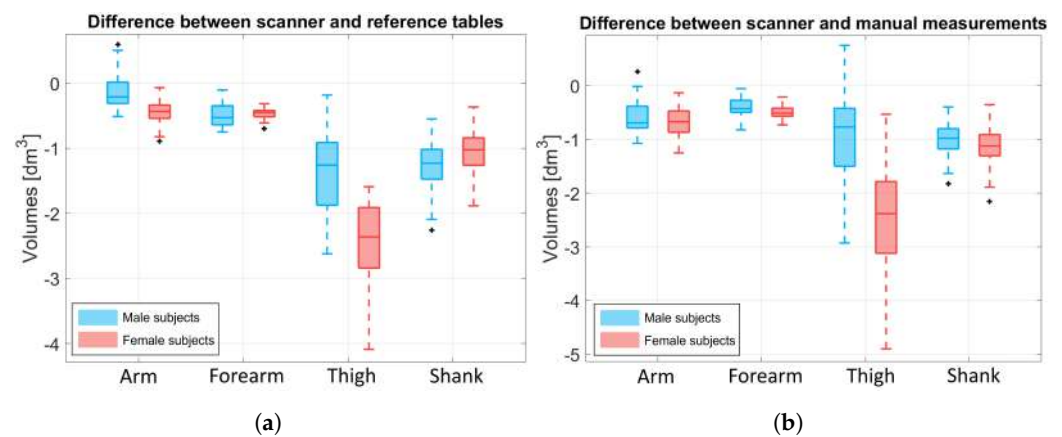 Difference between scanner and reference tables
Volumes [dm³]
0
-1
-2
-3
-4
Male subjects
Female subjects
Arm Forearm Thigh Shank
(a)
Difference between scanner and manual measurements
Volumes [dm³]
0
-1
-2
-3
-4
-5
Male subjects
Female subjects
Arm Forearm Thigh Shank
(b)